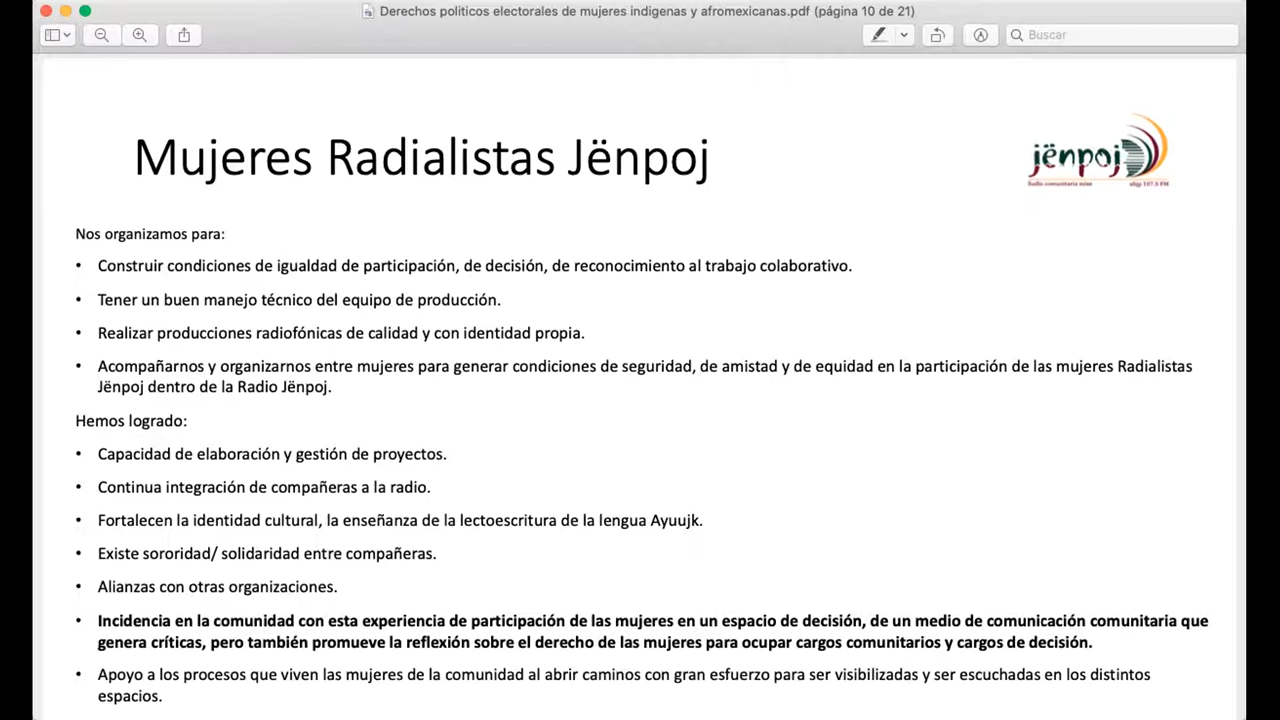 Derechos politicos electorales de mujeres indigenas y afromexicanas.pdf (página 10 de 21)
Buscar
Mujeres Radialistas Jënpoj
jënpoj
Radio comunitaria mixe
xhjp 107.9 FM
Nos organizamos para:
• Construir condiciones de igualdad de participación, de decisión, de reconocimiento al trabajo colaborativo.
• Tener un buen manejo técnico del equipo de producción.
• Realizar producciones radiofónicas de calidad y con identidad propia.
• Acompañarnos y organizarnos entre mujeres para generar condiciones de seguridad, de amistad y de equidad en la participación de las mujeres Radialistas
Jënpoj dentro de la Radio Jënpoj.
Hemos logrado:
• Capacidad de elaboración y gestión de proyectos.
• Continua integración de compañeras a la radio.
• Fortalecen la identidad cultural, la enseñanza de la lectoescritura de la lengua Ayuujk.
• Existe sororidad/ solidaridad entre compañeras.
• Alianzas con otras organizaciones.
• Incidencia en la comunidad con esta experiencia de participación de las mujeres en un espacio de decisión, de un medio de comunicación comunitaria que
genera críticas, pero también promueve la reflexión sobre el derecho de las mujeres para ocupar cargos comunitarios y cargos de decisión.
• Apoyo a los procesos que viven las mujeres de la comunidad al abrir caminos con gran esfuerzo para ser visibilizadas y ser escuchadas en los distintos
espacios.